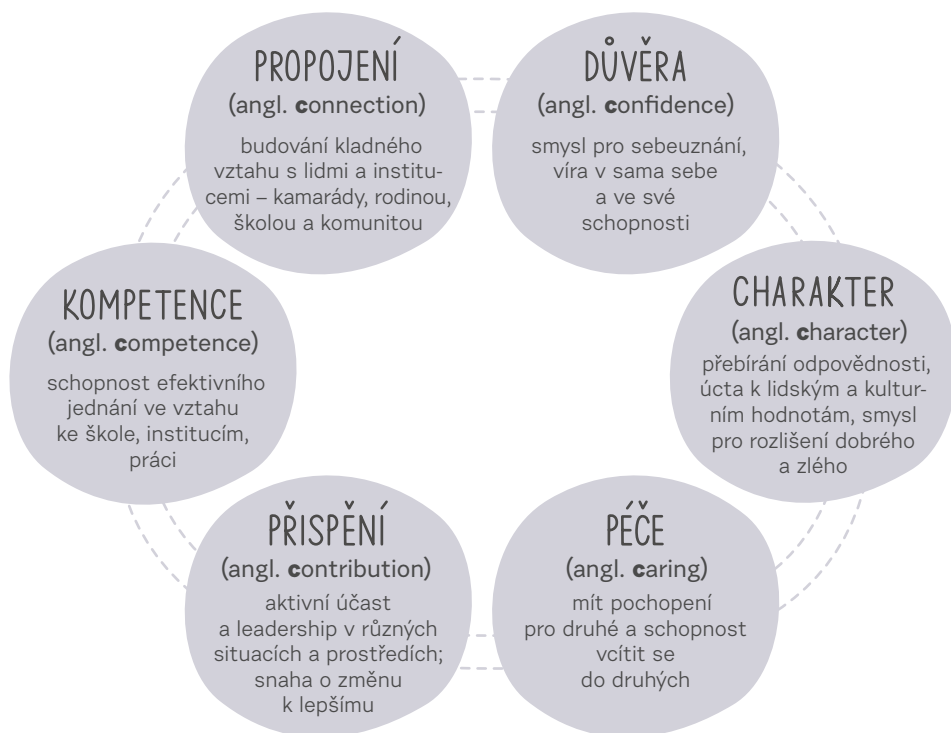 PROPOJENÍ
(angl. connection)
budování kladného
vztahu s lidmi a institu-
cemi – kamarády, rodinou,
školou a komunitou
DŮVĚRA
(angl. confidence)
smysl pro sebeuznání,
víra v sama sebe
a ve své
schopnosti
KOMPETENCE
(angl. competence)
schopnost efektivního
jednání ve vztahu
ke škole, institucím,
práci
CHARAKTER
(angl. character)
přebírání odpovědnosti,
úcta k lidským a kultur-
ním hodnotám, smysl
pro rozlišení dobrého
a zlého
PŘISPĚNÍ
(angl. contribution)
aktivní účast
a leadership v různých
situacích a prostředích;
snaha o změnu
k lepšímu
PÉČE
(angl. caring)
mít pochopení
pro druhé a schopnost
vcítit se
do druhých